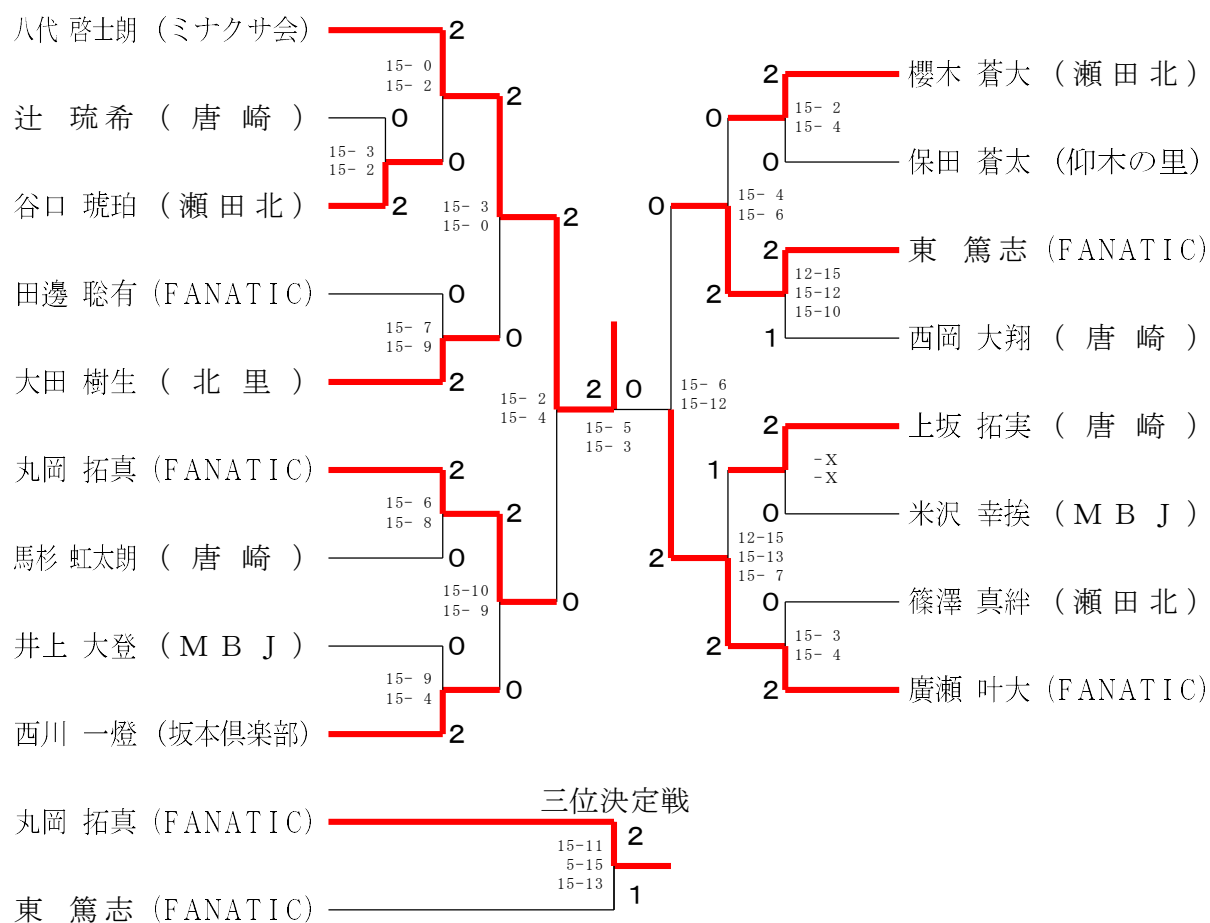 八代 啓士朗 (ミナクサ会) 2
15- 0
15- 2
2
辻 琉希 ( 唐 崎 ) 0
15- 3
15- 2
0
谷口 琥珀 ( 瀬 田 北 ) 2
15- 3
15- 0
2
田邊 聡有 (FANATIC) 0
15- 7
15- 9
0
大田 樹生 ( 北 里 ) 2
15- 2
15- 4
丸岡 拓真 (FANATIC) 2
15- 6
15- 8
2
馬杉 虹太朗 ( 唐 崎 ) 0
15-10
15- 9
0
井上 大登 ( M B J ) 0
15- 9
15- 4
0
西川 一燈 (坂本倶楽部) 2
2 0
15- 5
15- 3
2 櫻木 蒼大 ( 瀬 田 北 )
0
15- 2
15- 4
0 保田 蒼太 (仰木の里)
15- 4
15- 6
0
2 東 篤志 (FANATIC)
2
12-15
15-12
15-10
1 西岡 大翔 ( 唐 崎 )
15- 6
15-12
2 上坂 拓実 ( 唐 崎 )
1
-X
-X
0 米沢 幸挨 ( M B J )
12-15
15-13
15- 7
2
0 篠澤 真絆 ( 瀬 田 北 )
2
15- 3
15- 4
2 廣瀬 叶大 (FANATIC)
三位決定戦
丸岡 拓真 (FANATIC) 2
15-11
5-15
15-13
東 篤志 (FANATIC) 1